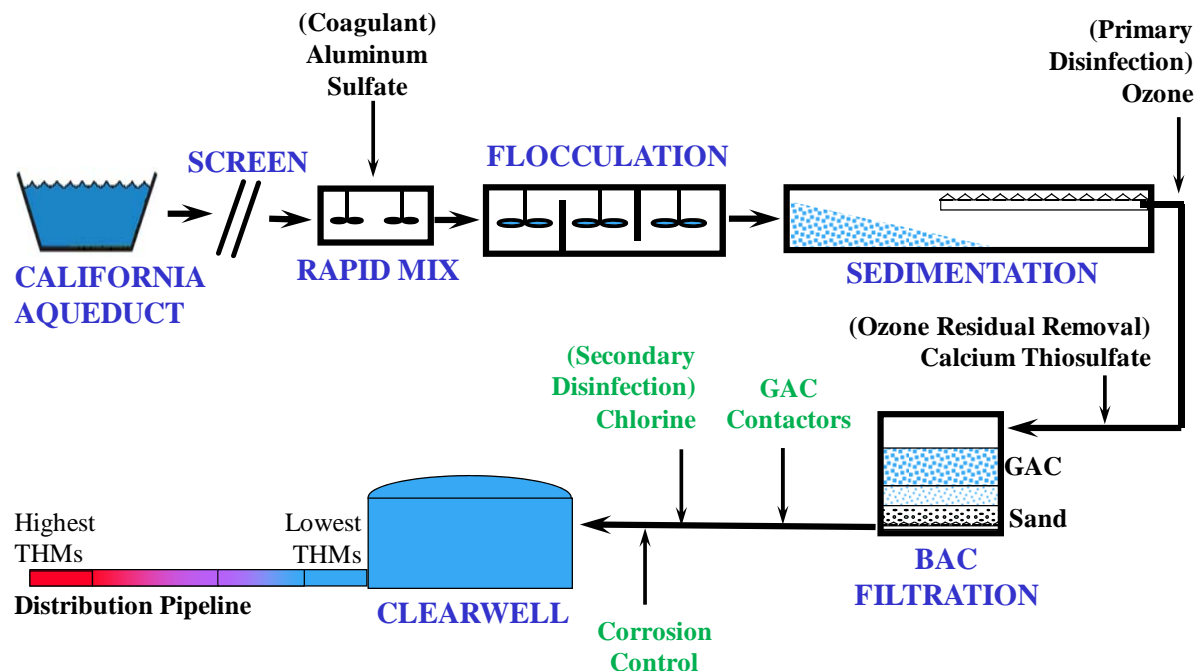 (Coagulant)
Aluminum
Sulfate
(Primary
Disinfection)
Ozone
SCREEN
FLOCCULATION
CALIFORNIA
AQUEDUCT
RAPID MIX
SEDIMENTATION
(Ozone Residual Removal)
Calcium Thiosulfate
(Secondary
Disinfection)
Chlorine
GAC
Contactors
GAC
Sand
BAC
FILTRATION
Highest
THMs
Lowest
THMs
Distribution Pipeline
CLEARWELL
Corrosion
Control